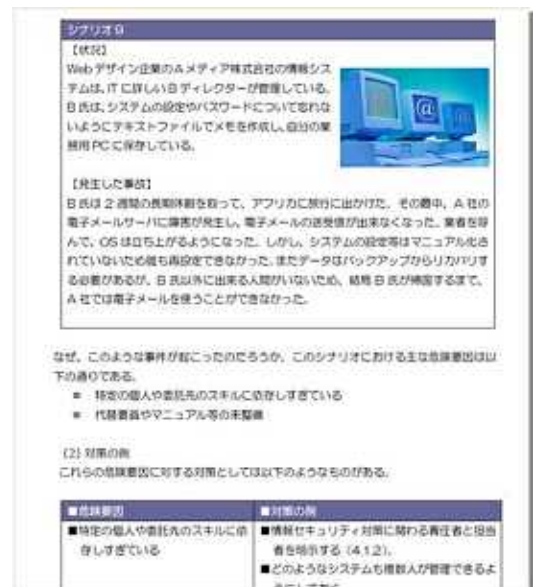 シナリオ9
【状況】
Webデザイン企業のAメディア株式会社の情報シス
テムは、ITに詳しいBディレクターが管理している。
B氏は、システムの設定やパスワードについて忘れな
いようにテキストファイルでメモを作成し、自分の業
務用PCに保存している。
【発生した事故】
B氏は2週間の長期休暇を取って、アフリカに旅行に出かけた。その最中、A社の
電子メールサーバに障害が発生し、電子メールの送受信が出来なくなった。業者を呼
んで、OSは立ち上がるようになった。しかし、システムの設定等はマニュアル化さ
れていないため誰も再設定できなかった。またデータはバックアップからリカバリす
る必要があるが、B氏以外に出来る人間がいないため、結局B氏が帰国するまで、
A社では電子メールを使うことができなかった。
なぜ、このような事件が起こったのだろうか。このシナリオにおける主な危険要因は以
下の通りである。
■ 特定の個人や委託先のスキルに依存しすぎている
■ 代替要員やマニュアル等の未整備
(2) 対策の例
これらの危険要因に対する対策としては以下のようなものがある。
■危険要因 ■対策の例
■特定の個人や委託先のスキルに依 ■情報セキュリティ対策に関わる責任者と担当
存しすぎている 者を明示する（4.1.2）。
■どのようなシステムも複数人が管理できるよ